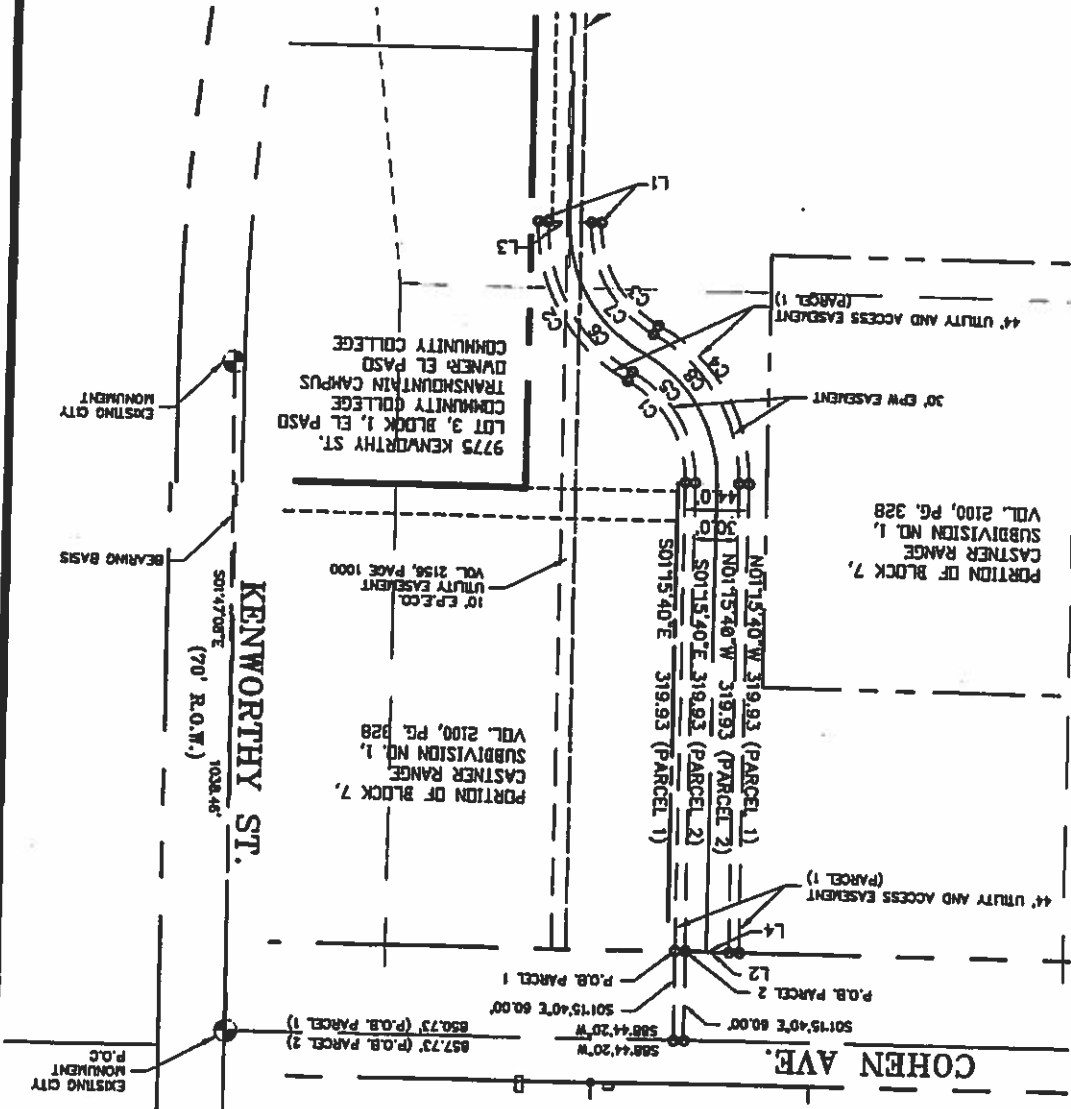 COHEN AVE.
EXISTING CITY
MONUMENT
P.O.C
S88°44'20"W 857.73' (P.O.B. PARCEL 2)
S88°44'20"W 850.73' (P.O.B. PARCEL 1)
S01°15'40"E 60.00'
S01°15'40"E 60.00'
P.O.B. PARCEL 2
P.O.B. PARCEL 1
L2
L4
44' UTILITY AND ACCESS EASEMENT
(PARCEL 1)
N01°15'40"W 319.93 (PARCEL 1)
N01°15'40"W 319.93 (PARCEL 2)
S01°15'40"E 319.93 (PARCEL 2)
S01°15'40"E 319.93 (PARCEL 1)
PORTION OF BLOCK 7,
CASTNER RANGE
SUBDIVISION NO. 1,
VOL. 2100, PG. 328
KENWORTHY ST.
(70' R.O.W.)
S01°47'08"E 1038.46'
BEARING BASIS
10' E.P.E.CO.
UTILITY EASEMENT
VOL. 2156, PAGE 1000
PORTION OF BLOCK 7,
CASTNER RANGE
SUBDIVISION NO. 1,
VOL. 2100, PG. 328
30.0'
44.0'
9775 KENWORTHY ST.
LOT 3, BLOCK 1, EL PASO
COMMUNITY COLLEGE
TRANSMOUNTAIN CAMPUS
OWNER: EL PASO
COMMUNITY COLLEGE
EXISTING CITY
MONUMENT
30' EPW EASEMENT
44' UTILITY AND ACCESS EASEMENT
(PARCEL 1)
C1
C5
C8
C4
C2
C6
C7
L3
L1